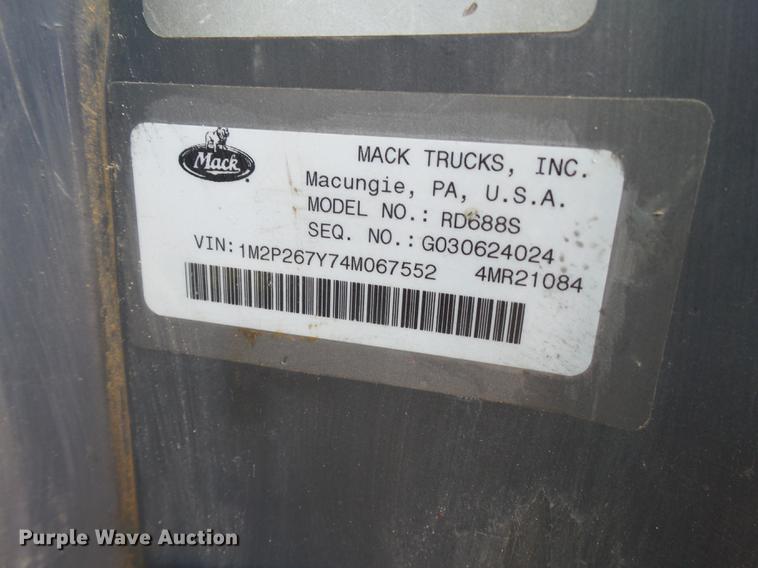 Mack
MACK TRUCKS, INC.
Macungie, PA, U.S.A.
MODEL NO.: RD688S
SEQ. NO.: G030624024
VIN:1M2P267Y74M067552 4MR21084
Purple Wave Auction